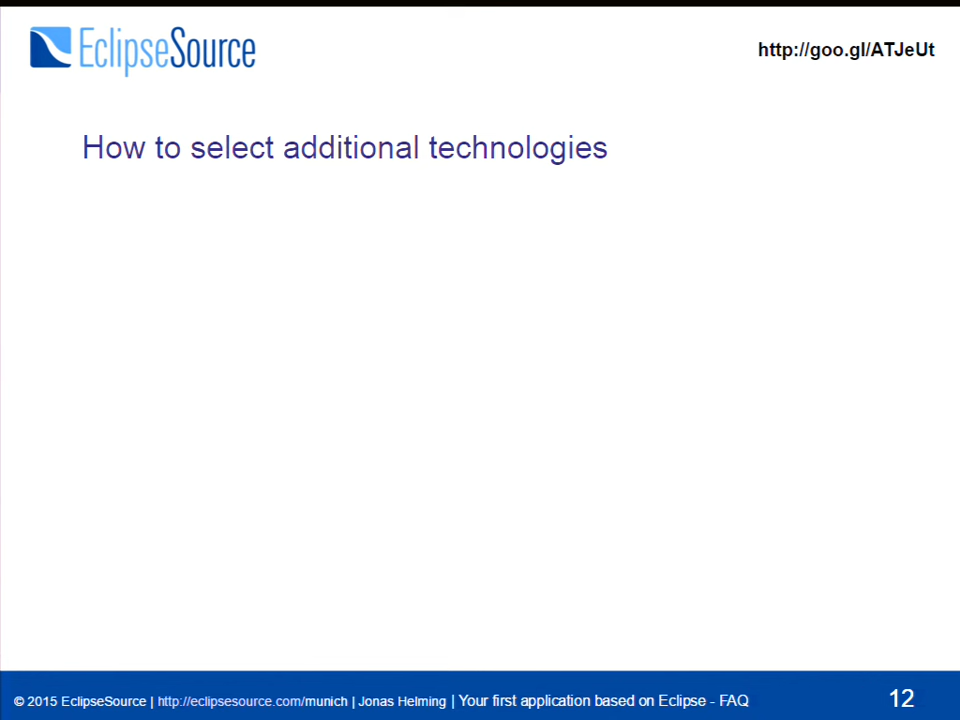 EclipseSource
http://goo.gl/ATJeUt
How to select additional technologies
© 2015 EclipseSource | http://eclipsesource.com/munich | Jonas Helming | Your first application based on Eclipse - FAQ
12